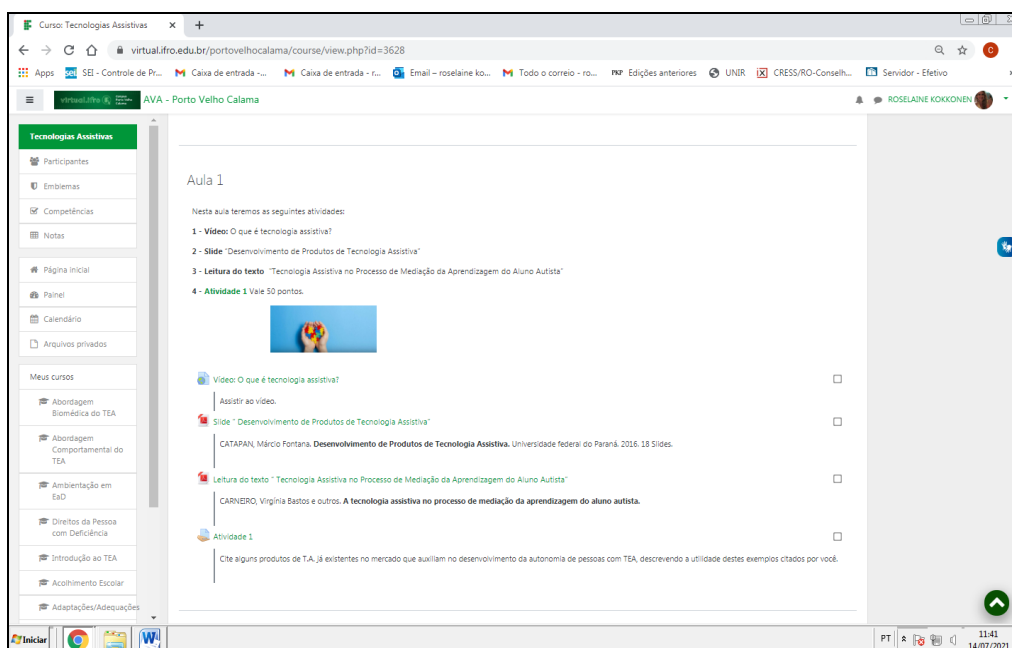 Curso: Tecnologias Assistivas
virtual.ifro.edu.br/portovelhocalama/course/view.php?id=3628
C
Apps
sei SEI - Controle de Pr...
Caixa de entrada -...
Caixa de entrada - r...
Email – roselaine ko...
Todo o correio - ro...
PKP Edições anteriores
UNIR
CRESS/RO-Conselh...
Servidor - Efetivo
virtual.ifro
AVA - Porto Velho Calama
ROSELAINE KOKKONEN
Tecnologias Assistivas
Participantes
Emblemas
Competências
Notas
Página inicial
Painel
Calendário
Arquivos privados
Meus cursos
Abordagem
Biomédica do TEA
Abordagem
Comportamental do
TEA
Ambientação em
EaD
Direitos da Pessoa
com Deficiência
Introdução ao TEA
Acolhimento Escolar
Adaptações/Adequações
Aula 1
Nesta aula teremos as seguintes atividades:
1 - Vídeo: O que é tecnologia assistiva?
2 - Slide "Desenvolvimento de Produtos de Tecnologia Assistiva"
3 - Leitura do texto "Tecnologia Assistiva no Processo de Mediação da Aprendizagem do Aluno Autista"
4 - Atividade 1 Vale 50 pontos.
Vídeo: O que é tecnologia assistiva?
Assistir ao vídeo.
Slide " Desenvolvimento de Produtos de Tecnologia Assistiva"
CATAPAN, Márcio Fontana. Desenvolvimento de Produtos de Tecnologia Assistiva. Universidade federal do Paraná. 2016. 18 Slides.
Leitura do texto " Tecnologia Assistiva no Processo de Mediação da Aprendizagem do Aluno Autista"
CARNEIRO, Virgínia Bastos e outros. A tecnologia assistiva no processo de mediação da aprendizagem do aluno autista.
Atividade 1
Cite alguns produtos de T.A. já existentes no mercado que auxiliam no desenvolvimento da autonomia de pessoas com TEA, descrevendo a utilidade destes exemplos citados por você.
Iniciar
PT
11:41
14/07/2021